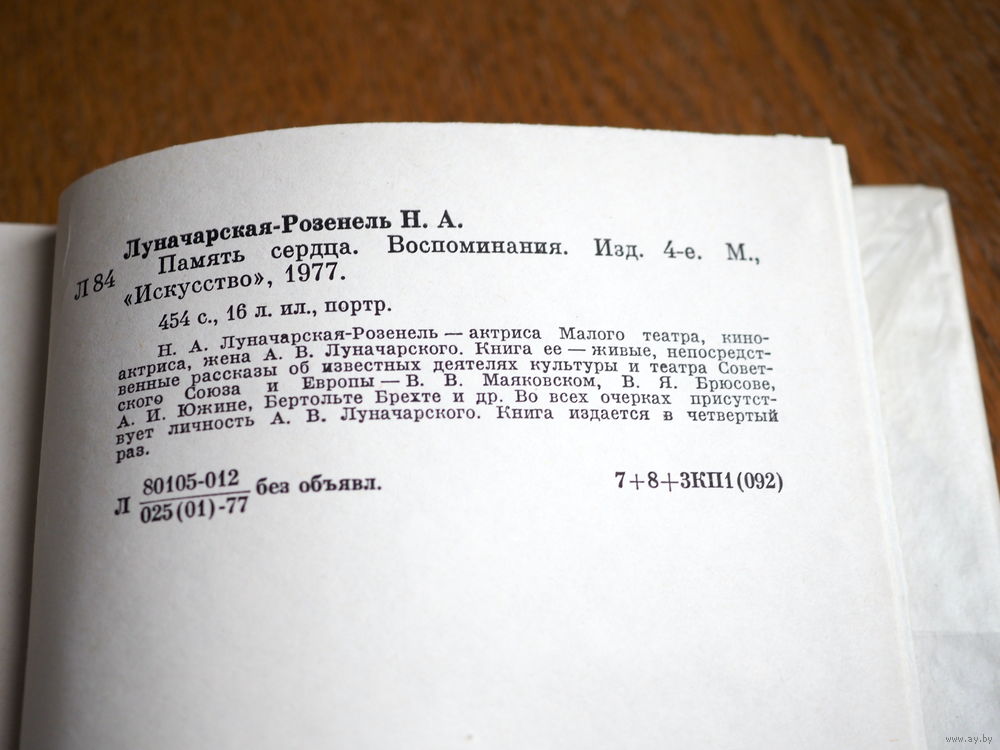 Луначарская-Розенель Н. А.
Л 84 Память сердца. Воспоминания. Изд. 4-е. М.,
«Искусство», 1977.
454 с., 16 л. ил., портр.
Н. А. Луначарская-Розенель — актриса Малого театра, кино-
актриса, жена А. В. Луначарского. Книга ее — живые, непосредст-
венные рассказы об известных деятелях культуры и театра Совет-
ского Союза и Европы — В. В. Маяковском, В. Я. Брюсове,
А. И. Южине, Бертольте Брехте и др. Во всех очерках присутст-
вует личность А. В. Луначарского. Книга издается в четвертый
раз.
Л 80105-012 без объявл. 7+8+3КП1(092)
025(01)-77
www.ay.by